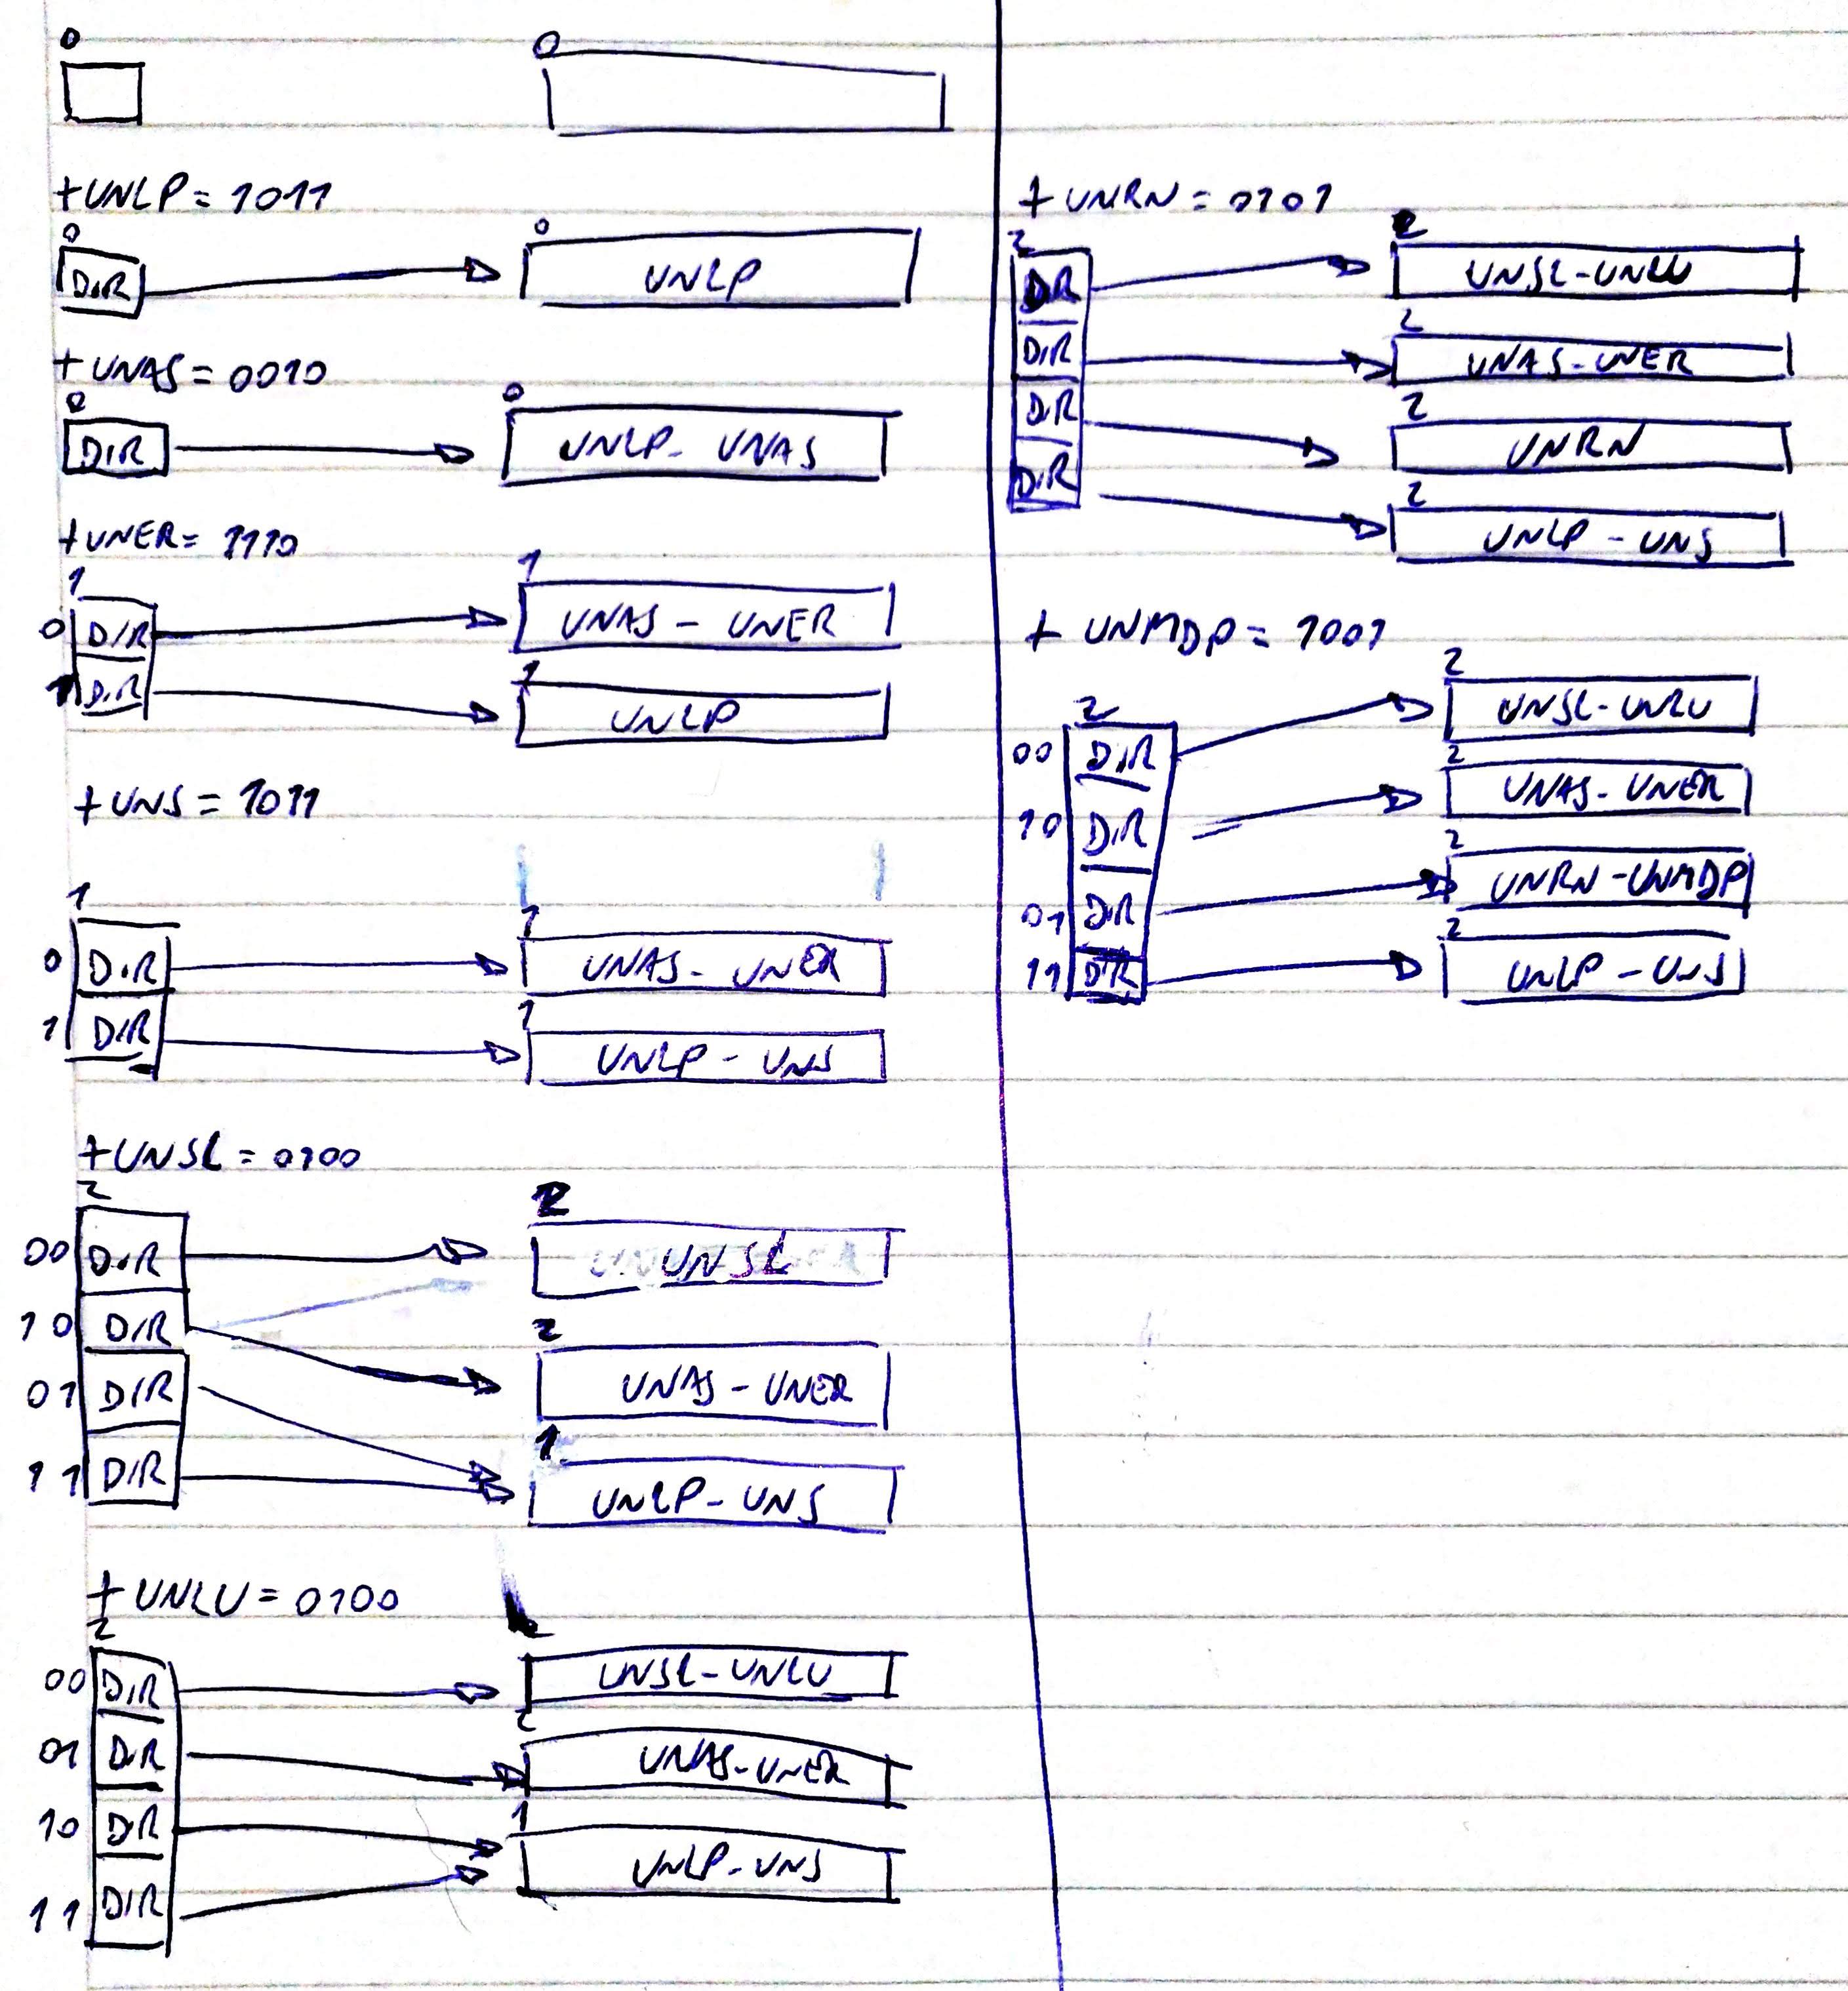 0 0
+UNLP = 1011
0 0
DIR UNLP
+UNAS = 0010
0 0
DIR UNLP - UNAS
+UNER = 1110
1 1
0 DIR UNAS - UNER
1
1 DIR UNLP
+UNS = 1011
1 1
0 DIR UNAS - UNER
1
1 DIR UNLP - UNS
+UNSL = 0100
2 2
00 DIR UNSL
10 DIR
2
01 DIR UNAS - UNER
1
11 DIR UNLP - UNS
+UNLU = 0100
2
00 DIR UNSL - UNLU
2
01 DIR UNAS - UNER
1
10 DIR
UNLP - UNS
11 DIR
+ UNRN = 0101
2 2
DIR UNSL - UNLU
2
DIR UNAS - UNER
2
DIR UNRN
2
DIR UNLP - UNS
+ UNMDP = 1001
2
2 UNSL - UNLU
00 DIR
2
10 DIR UNAS - UNER
2
01 DIR UNRN - UNMDP
2
11 DIR UNLP - UNS